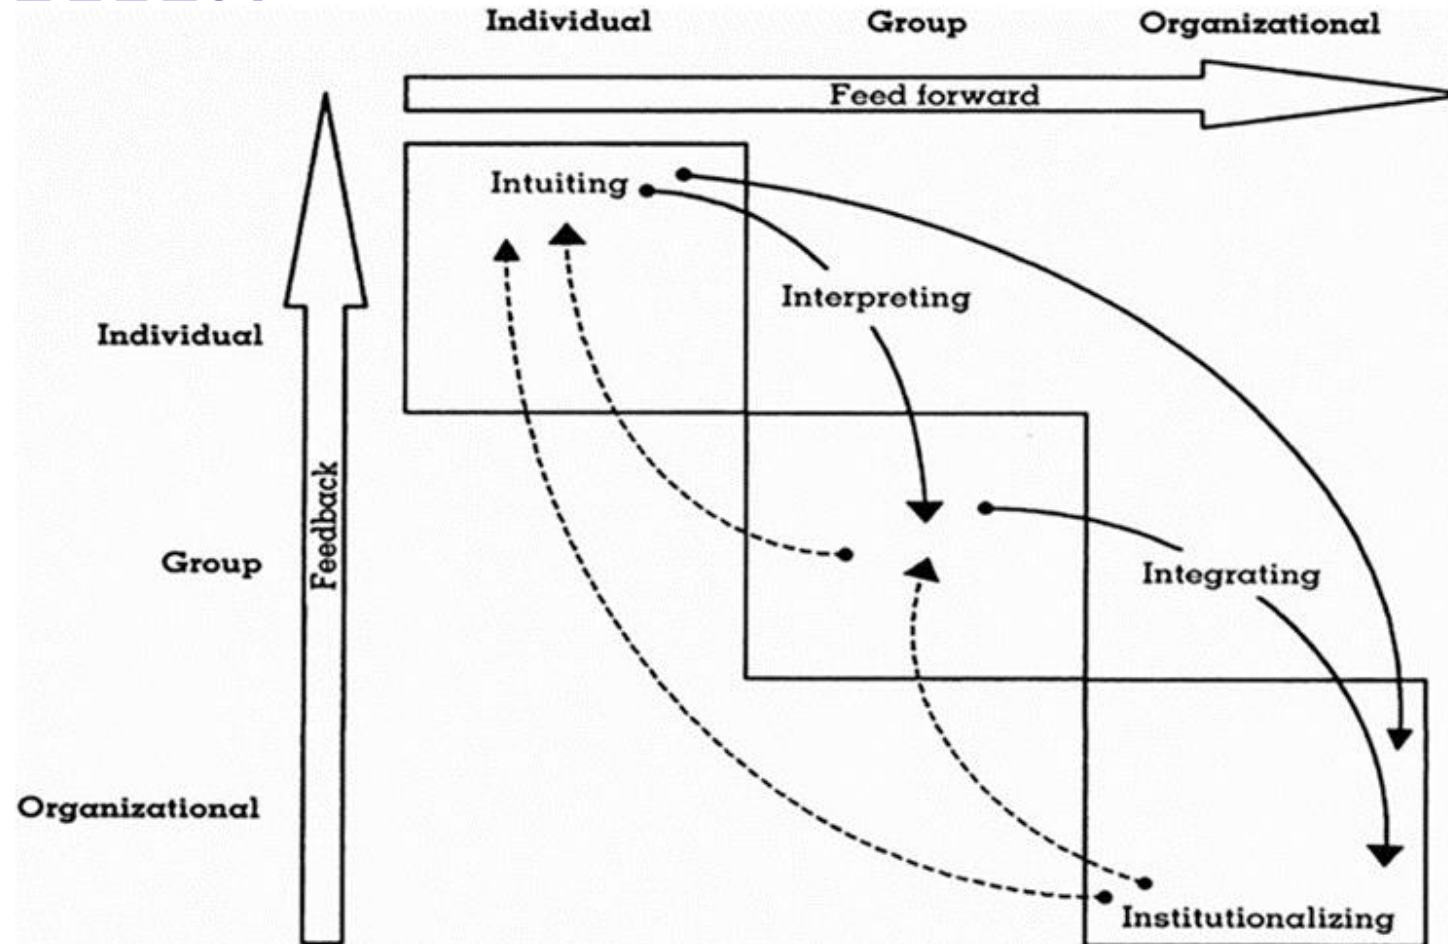 Individual Group Organizational
Feed forward
Intuiting
Interpreting
Individual
Feedback
Group
Integrating
Organizational
Institutionalizing